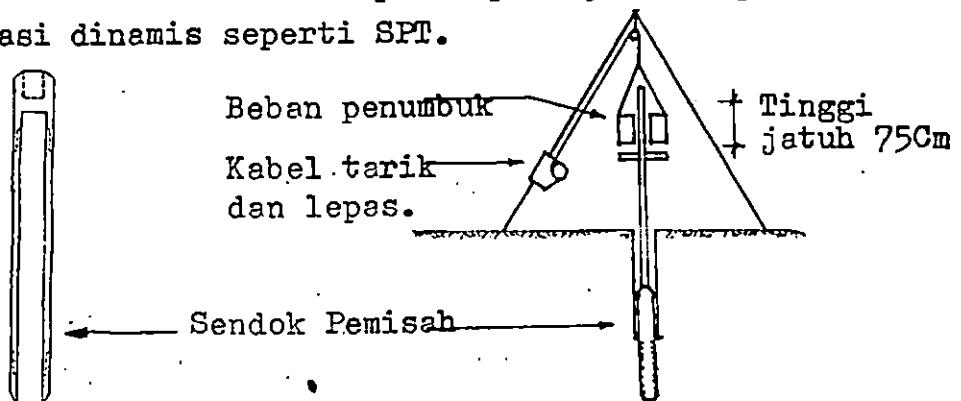 asi dinamis seperti SPT.
Beban penumbuk
Tinggi
jatuh 75Cm
Kabel tarik
dan lepas.
Sendok Pemisah